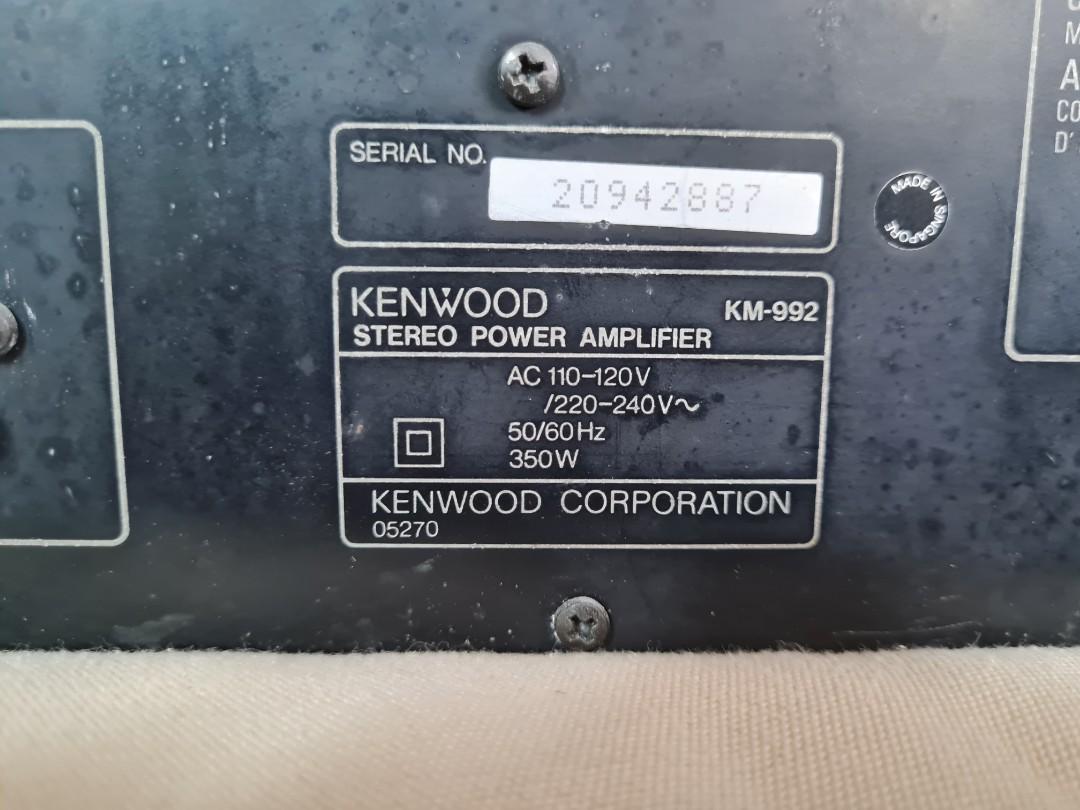 SERIAL NO.
20942887
MADE IN SINGAPORE
KENWOOD KM-992
STEREO POWER AMPLIFIER
AC 110-120V
/220-240V~
50/60Hz
350W
KENWOOD CORPORATION
05270
D'